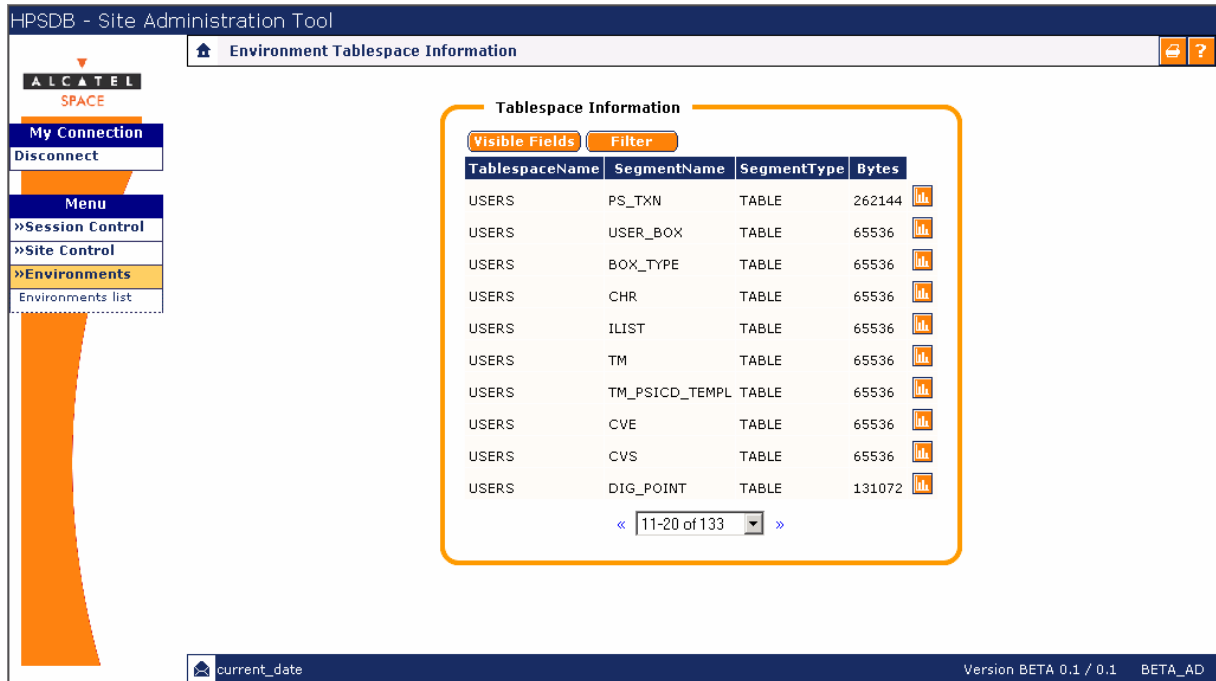 HPSDB - Site Administration Tool
Environment Tablespace Information
?
ALCATEL
SPACE
My Connection
Disconnect
Menu
»Session Control
»Site Control
»Environments
Environments list
Tablespace Information
Visible Fields Filter
TablespaceName SegmentName SegmentType Bytes
USERS PS_TXN TABLE 262144
USERS USER_BOX TABLE 65536
USERS BOX_TYPE TABLE 65536
USERS CHR TABLE 65536
USERS ILIST TABLE 65536
USERS TM TABLE 65536
USERS TM_PSICD_TEMPL TABLE 65536
USERS CVE TABLE 65536
USERS CVS TABLE 65536
USERS DIG_POINT TABLE 131072
« 11-20 of 133 »
current_date Version BETA 0.1 / 0.1 BETA_AD